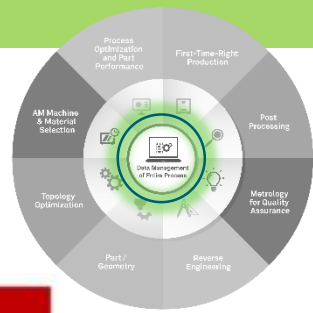 Process
Optimization
and Part
Performance
First-Time-Right
Production
Post
Processing
Metrology
for Quality
Assurance
Reverse
Engineering
Part /
Geometry
Topology
Optimization
AM Machine
& Material
Selection
Data Management
of Entire Process